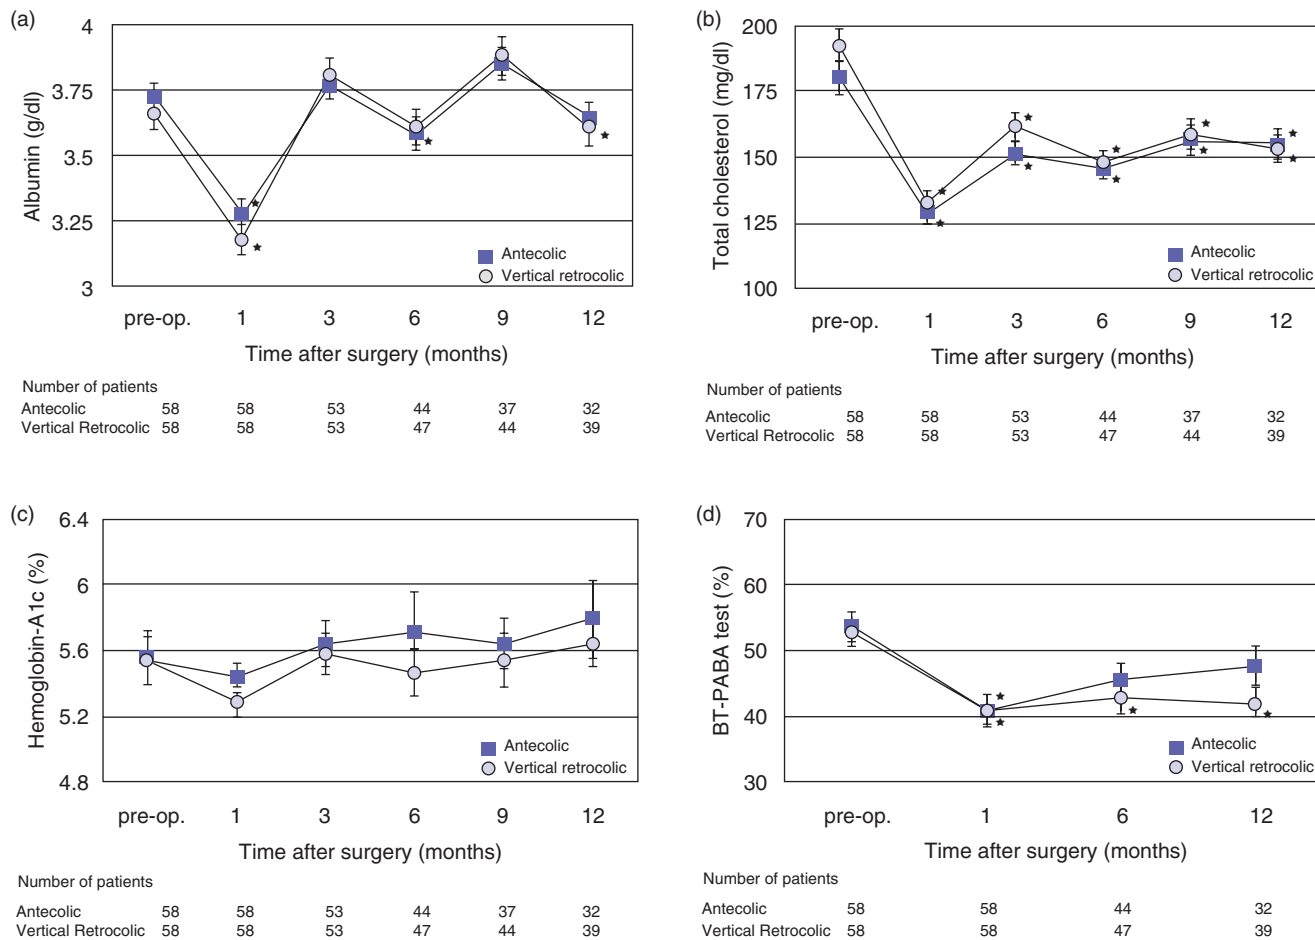 (a)
4
3.75
3.5
3.25
3
Albumin (g/dl)
Antecolic
Vertical retrocolic
pre-op. 1 3 6 9 12
Time after surgery (months)
Number of patients
Antecolic 58 58 53 44 37 32
Vertical Retrocolic 58 58 53 47 44 39
(b)
200
175
150
125
100
Total cholesterol (mg/dl)
Antecolic
Vertical retrocolic
pre-op. 1 3 6 9 12
Time after surgery (months)
Number of patients
Antecolic 58 58 53 44 37 32
Vertical Retrocolic 58 58 53 47 44 39
(c)
6.4
6
5.6
5.2
4.8
Hemoglobin-A1c (%)
Antecolic
Vertical retrocolic
pre-op. 1 3 6 9 12
Time after surgery (months)
Number of patients
Antecolic 58 58 53 44 37 32
Vertical Retrocolic 58 58 53 47 44 39
(d)
70
60
50
40
30
BT-PABA test (%)
Antecolic
Vertical retrocolic
pre-op. 1 6 12
Time after surgery (months)
Number of patients
Antecolic 58 58 44 32
Vertical Retrocolic 58 58 47 39